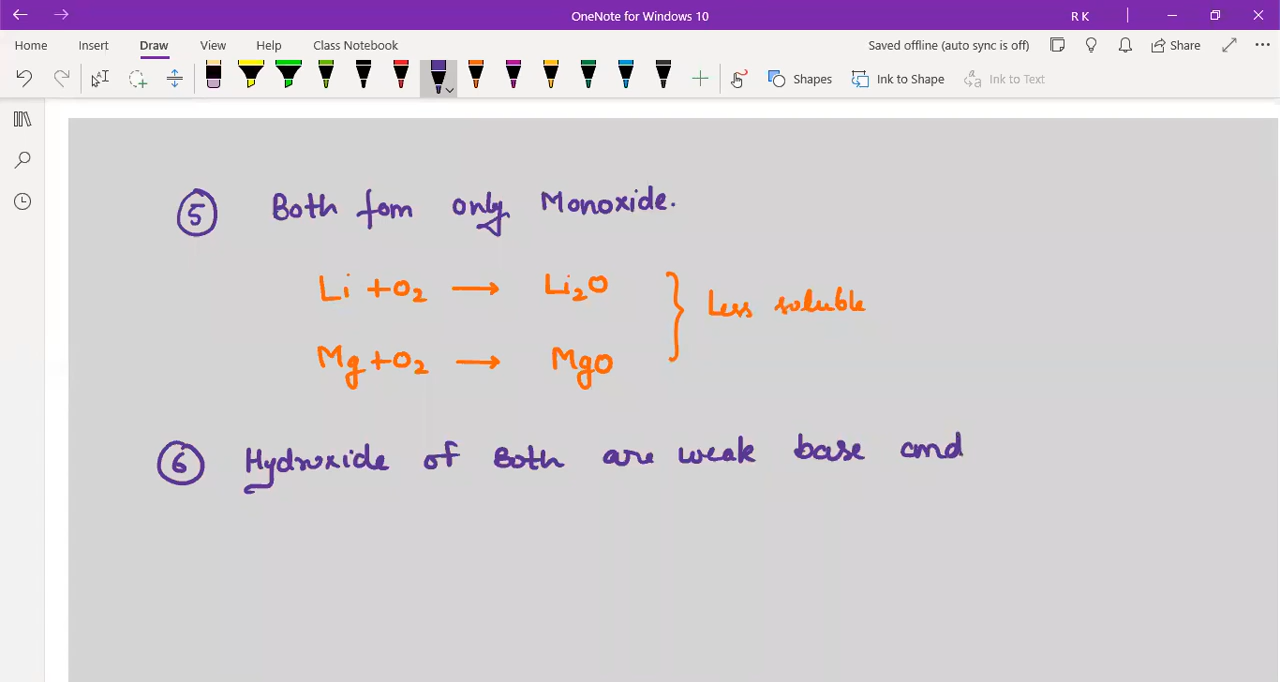 OneNote for Windows 10
R K
Home Insert Draw View Help Class Notebook
Saved offline (auto sync is off) Share
Shapes Ink to Shape Ink to Text
5 Both fom only Monoxide.
Li + O2 → Li2O
Less soluble
Mg + O2 → MgO
6 Hydroxide of Both are weak base and